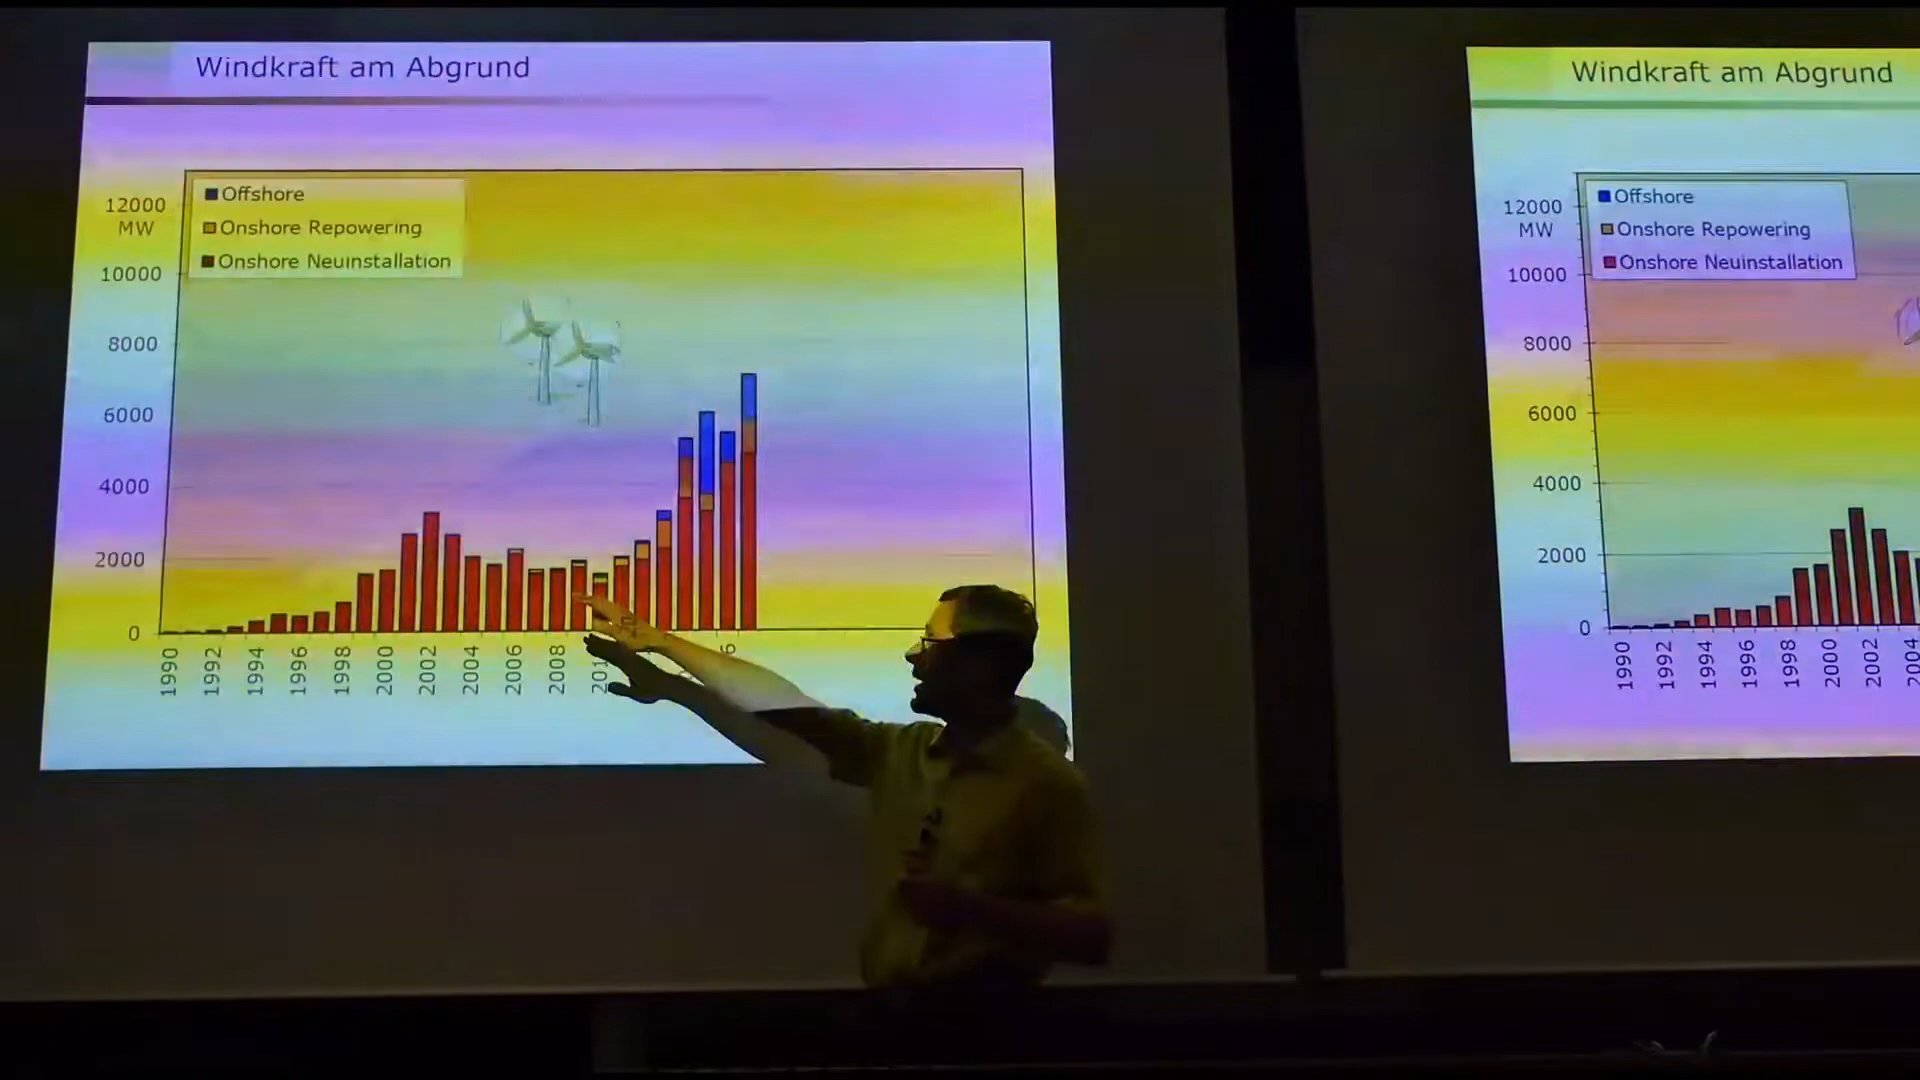 Windkraft am Abgrund
Offshore
Onshore Repowering
Onshore Neuinstallation
12000
MW
10000
8000
6000
4000
2000
0
1990 1992 1994 1996 1998 2000 2002 2004 2006 2008
Windkraft am Abgrund
Offshore
Onshore Repowering
Onshore Neuinstallation
12000
MW
10000
8000
6000
4000
2000
0
1990 1992 1994 1996 1998 2000 2002 2004